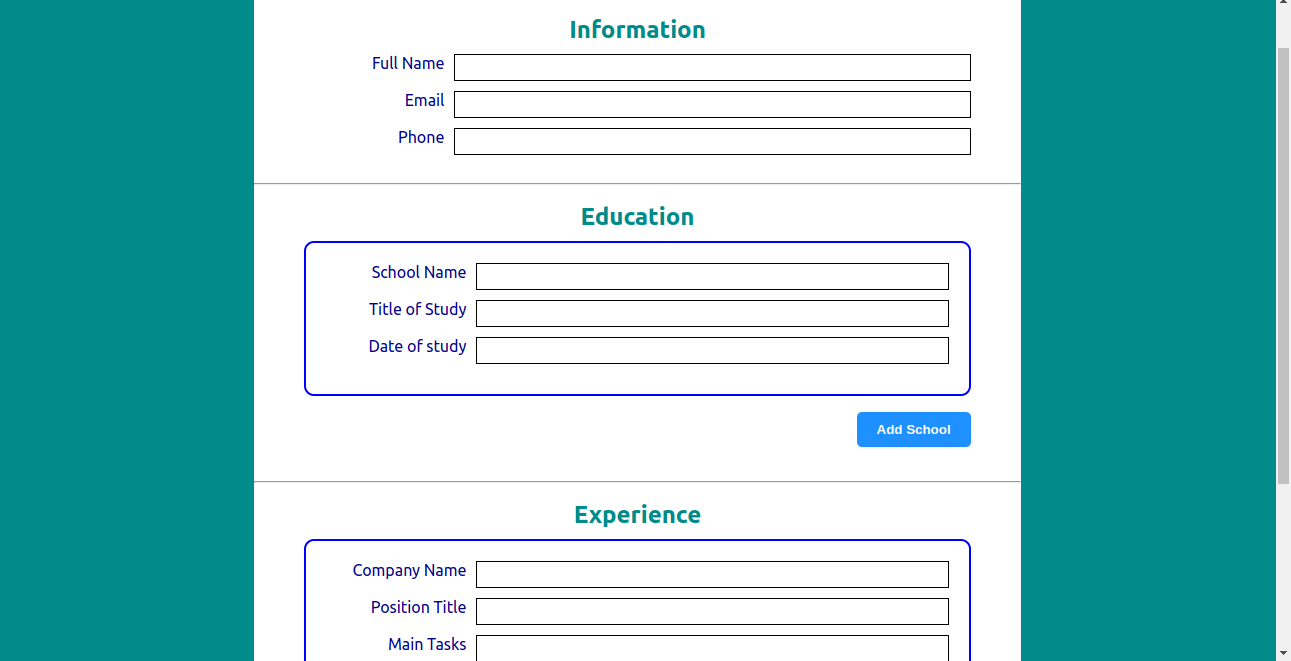 Information
Full Name
Email
Phone
Education
School Name
Title of Study
Date of study
Add School
Experience
Company Name
Position Title
Main Tasks